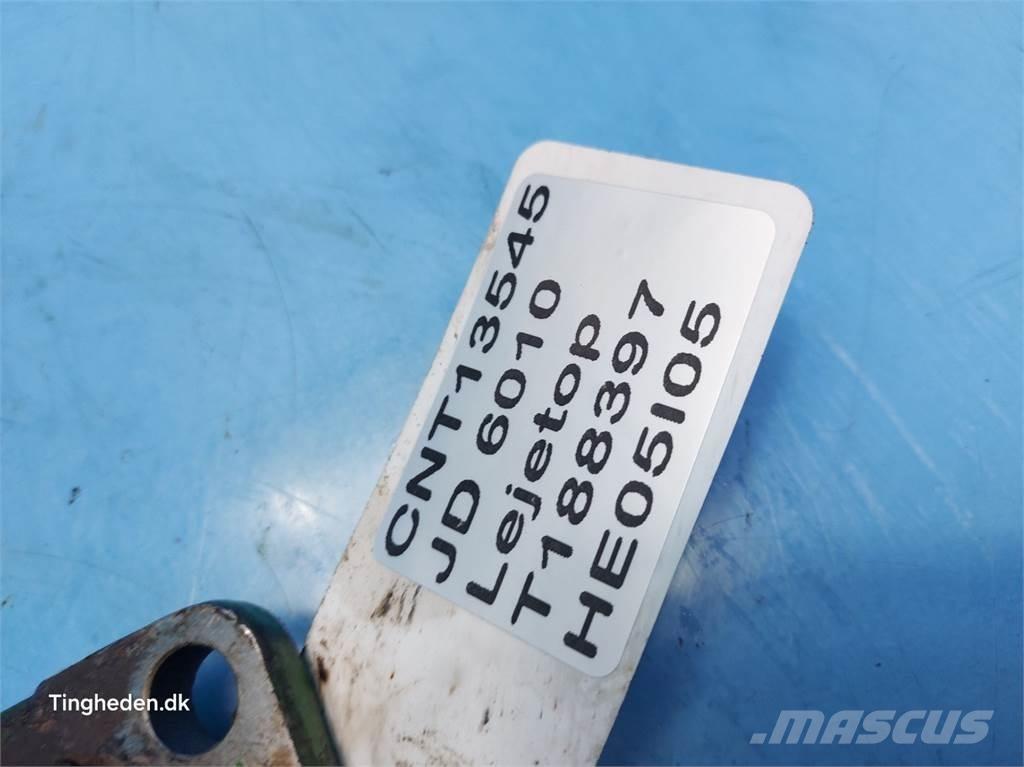 CNT13545
JD 6010
Lejetop
T188397
HE05I05
Tingheden.dk
MASCUS